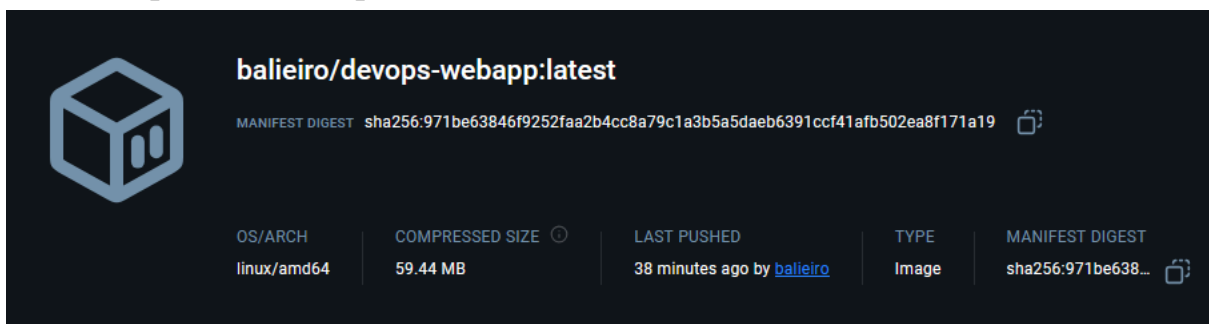 balieiro/devops-webapp:latest
MANIFEST DIGEST sha256:971be63846f9252faa2b4cc8a79c1a3b5a5daeb6391ccf41afb502ea8f171a19
OS/ARCH COMPRESSED SIZE LAST PUSHED TYPE MANIFEST DIGEST
linux/amd64 59.44 MB 38 minutes ago by balieiro Image sha256:971be638...